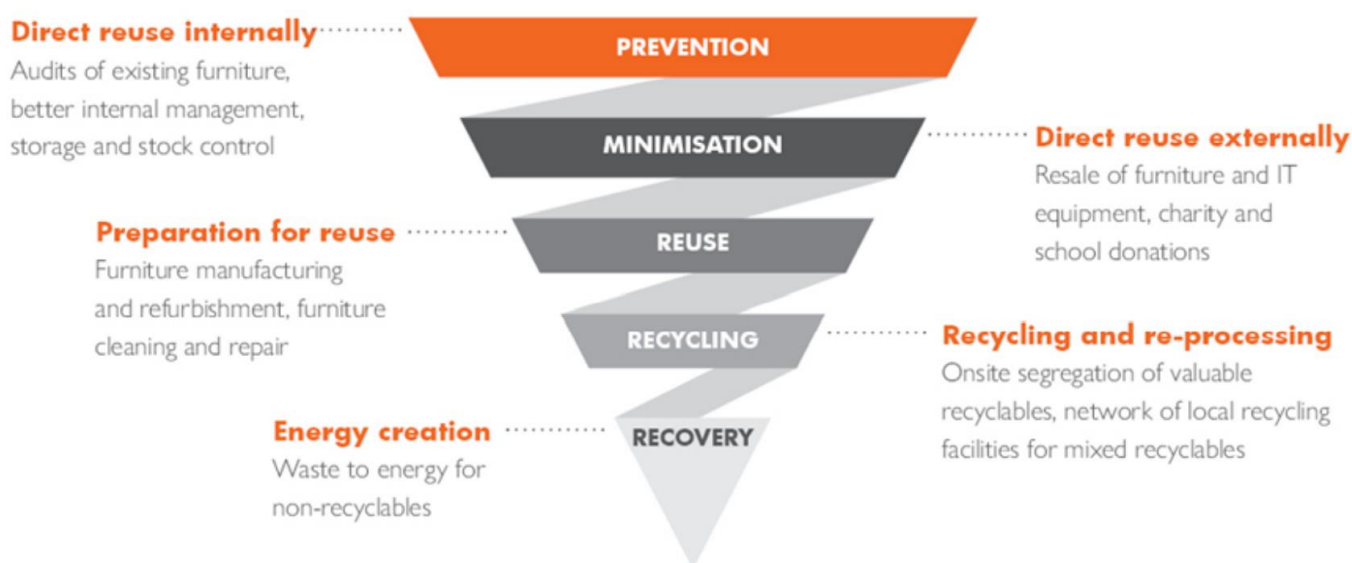 Direct reuse internally
Audits of existing furniture,
better internal management,
storage and stock control
PREVENTION
MINIMISATION
Direct reuse externally
Resale of furniture and IT
equipment, charity and
school donations
Preparation for reuse
Furniture manufacturing
and refurbishment, furniture
cleaning and repair
REUSE
RECYCLING
Recycling and re-processing
Onsite segregation of valuable
recyclables, network of local recycling
facilities for mixed recyclables
Energy creation
Waste to energy for
non-recyclables
RECOVERY